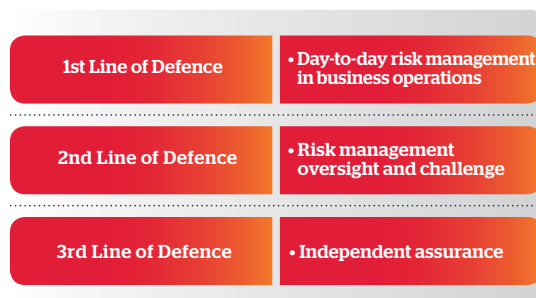 1st Line of Defence
• Day-to-day risk management
in business operations
2nd Line of Defence
• Risk management
oversight and challenge
3rd Line of Defence
• Independent assurance